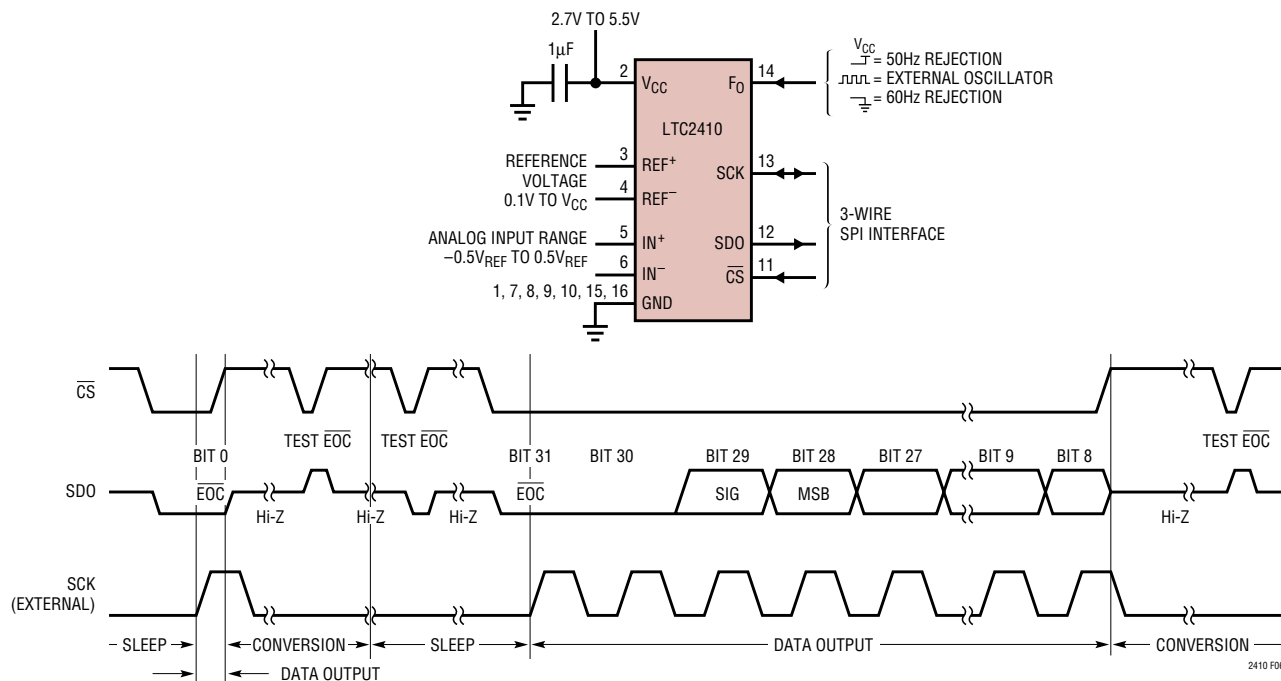 2.7V TO 5.5V
1µF
2
VCC
FO
14
VCC
= 50Hz REJECTION
= EXTERNAL OSCILLATOR
= 60Hz REJECTION
LTC2410
REFERENCE
VOLTAGE
0.1V TO VCC
3
REF+
4
REF–
SCK
13
3-WIRE
SPI INTERFACE
ANALOG INPUT RANGE
–0.5VREF TO 0.5VREF
5
IN+
6
IN–
SDO
12
CS
11
1, 7, 8, 9, 10, 15, 16
GND
CS
TEST EOC
TEST EOC
TEST EOC
BIT 0
BIT 31
BIT 30
BIT 29
BIT 28
BIT 27
BIT 9
BIT 8
SDO
EOC
EOC
SIG
MSB
Hi-Z
Hi-Z
Hi-Z
Hi-Z
SCK
(EXTERNAL)
SLEEP
CONVERSION
SLEEP
DATA OUTPUT
CONVERSION
DATA OUTPUT